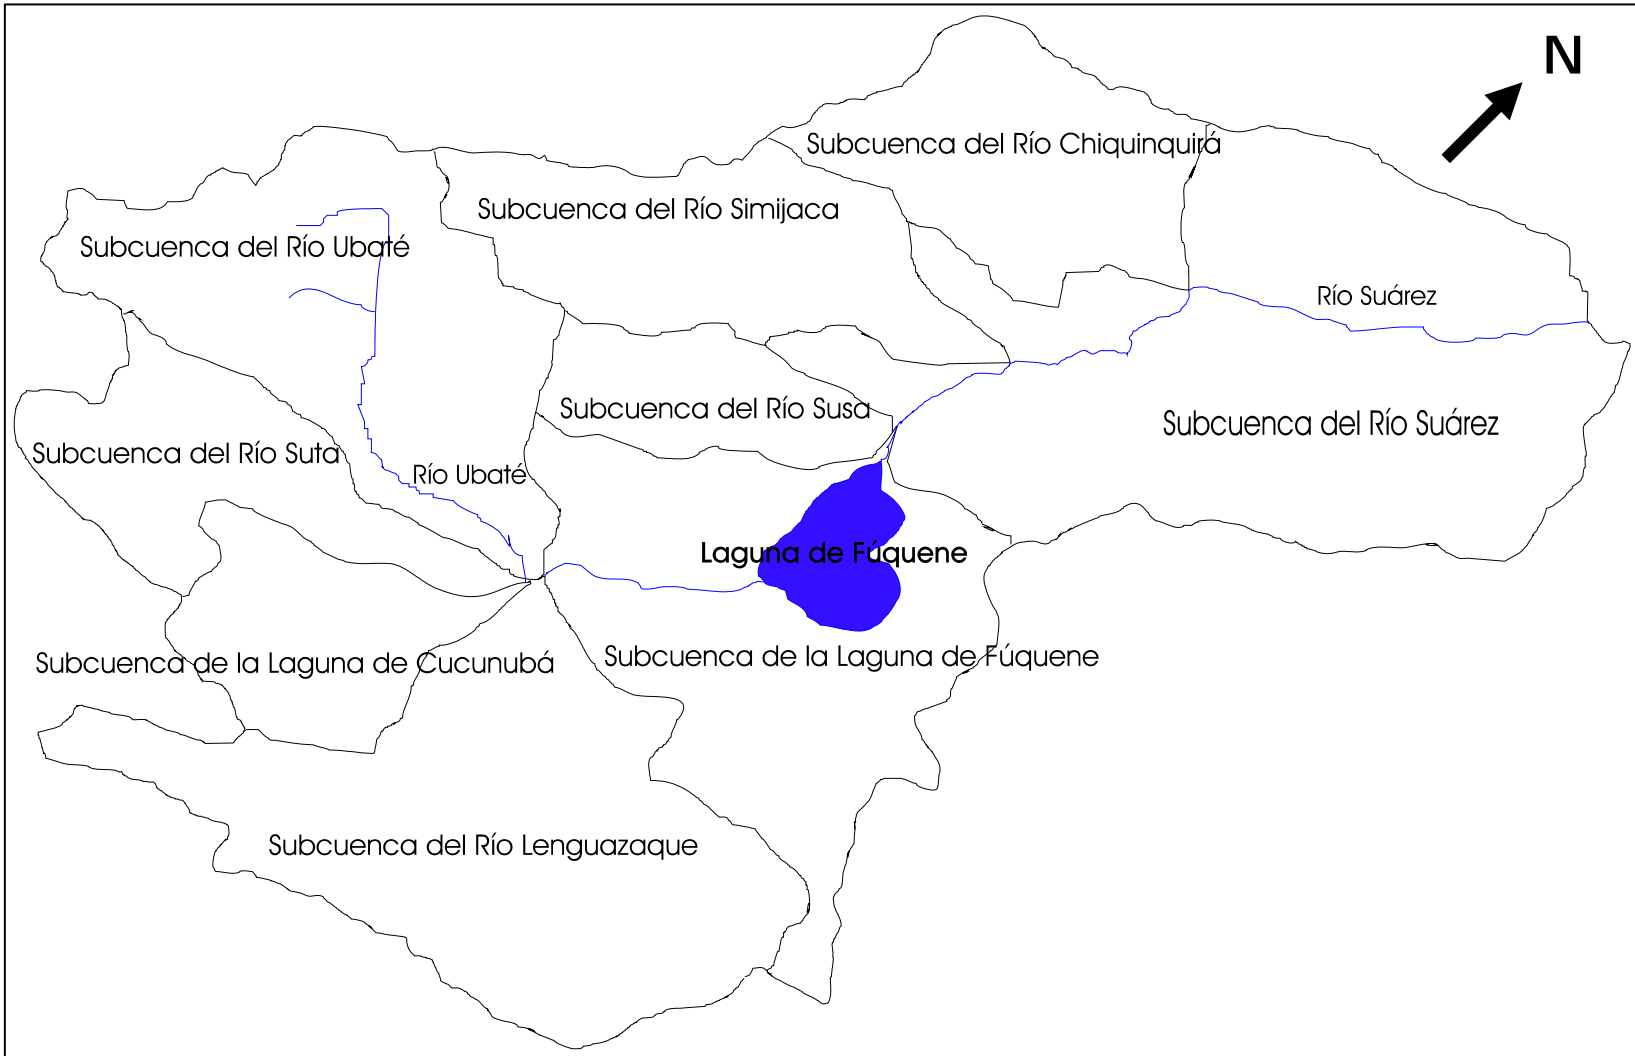 N
Subcuenca del Río Chiquinquirá
Subcuenca del Río Simijaca
Subcuenca del Río Ubaté
Río Suárez
Subcuenca del Río Susa
Subcuenca del Río Suárez
Subcuenca del Río Suta
Río Ubaté
Laguna de Fúquene
Subcuenca de la Laguna de Cucunubá
Subcuenca de la Laguna de Fúquene
Subcuenca del Río Lenguazaque